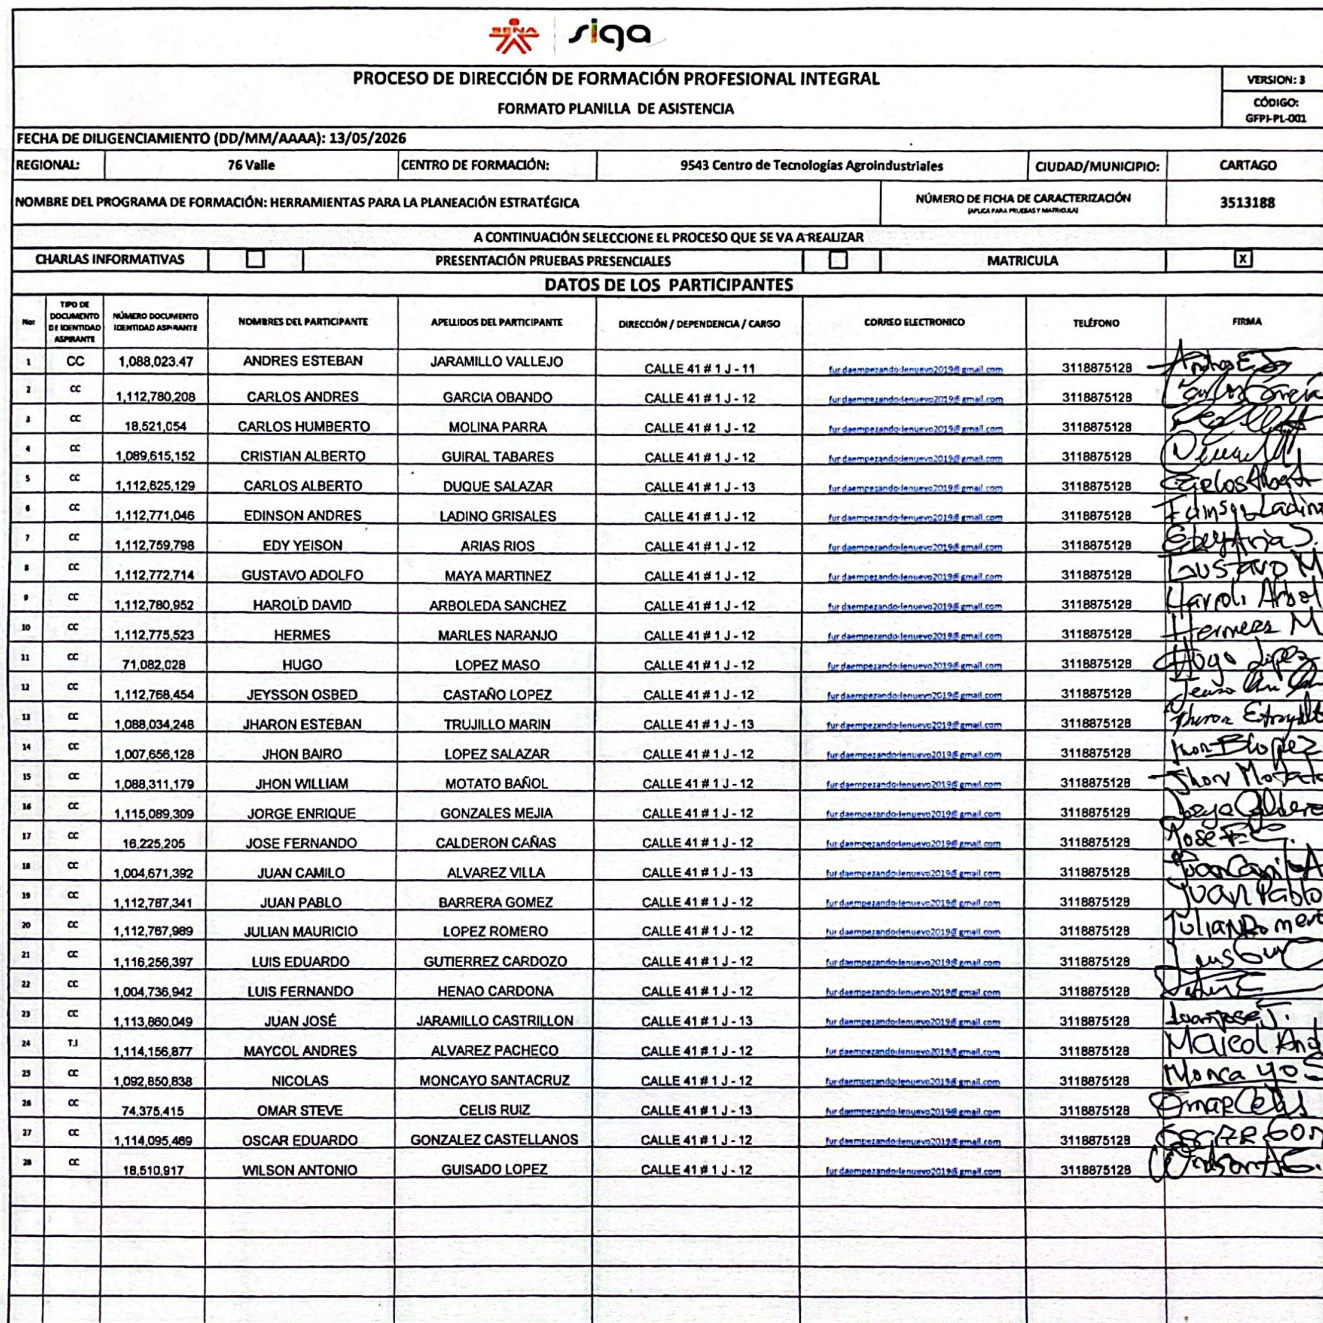 SENA siga
PROCESO DE DIRECCIÓN DE FORMACIÓN PROFESIONAL INTEGRAL
FORMATO PLANILLA DE ASISTENCIA
VERSION: 3
CÓDIGO:
GFPI-PL-001
FECHA DE DILIGENCIAMIENTO (DD/MM/AAAA): 13/05/2026
REGIONAL: 76 Valle CENTRO DE FORMACIÓN: 9543 Centro de Tecnologías Agroindustriales CIUDAD/MUNICIPIO: CARTAGO
NOMBRE DEL PROGRAMA DE FORMACIÓN: HERRAMIENTAS PARA LA PLANEACIÓN ESTRATÉGICA NÚMERO DE FICHA DE CARACTERIZACIÓN 3513188
(APLICA PARA PRUEBAS Y MATRICULA)
A CONTINUACIÓN SELECCIONE EL PROCESO QUE SE VA A REALIZAR
CHARLAS INFORMATIVAS PRESENTACIÓN PRUEBAS PRESENCIALES MATRICULA X
DATOS DE LOS PARTICIPANTES
No: TIPO DE DOCUMENTO DE IDENTIDAD ASPIRANTE NÚMERO DOCUMENTO IDENTIDAD ASPIRANTE NOMBRES DEL PARTICIPANTE APELLIDOS DEL PARTICIPANTE DIRECCIÓN / DEPENDENCIA / CARGO CORREO ELECTRONICO TELÉFONO FIRMA
1 CC 1,088,023.47 ANDRES ESTEBAN JARAMILLO VALLEJO CALLE 41 # 1 J - 11 3118875128
2 CC 1,112,780,208 CARLOS ANDRES GARCIA OBANDO CALLE 41 # 1 J - 12 3118875128 Carlos Garcia
3 CC 18,521,054 CARLOS HUMBERTO MOLINA PARRA CALLE 41 # 1 J - 12 3118875128
4 CC 1,089,615,152 CRISTIAN ALBERTO GUIRAL TABARES CALLE 41 # 1 J - 12 3118875128
5 CC 1,112,625,129 CARLOS ALBERTO DUQUE SALAZAR CALLE 41 # 1 J - 13 3118875128
6 CC 1,112,771,046 EDINSON ANDRES LADINO GRISALES CALLE 41 # 1 J - 12 3118875128
7 CC 1,112,759,798 EDY YEISON ARIAS RIOS CALLE 41 # 1 J - 12 3118875128
8 CC 1,112,772,714 GUSTAVO ADOLFO MAYA MARTINEZ CALLE 41 # 1 J - 12 3118875128 Gustavo M
9 CC 1,112,780,952 HAROLD DAVID ARBOLEDA SANCHEZ CALLE 41 # 1 J - 12 3118875128
10 CC 1,112,775,523 HERMES MARLES NARANJO CALLE 41 # 1 J - 12 3118875128 Hermes M
11 CC 71,082,028 HUGO LOPEZ MASO CALLE 41 # 1 J - 12 3118875128 Hugo Lopez
12 CC 1,112,768,454 JEYSSON OSBED CASTAÑO LOPEZ CALLE 41 # 1 J - 12 3118875128
13 CC 1,088,034,248 JHARON ESTEBAN TRUJILLO MARIN CALLE 41 # 1 J - 13 3118875128
14 CC 1,007,656,128 JHON BAIRO LOPEZ SALAZAR CALLE 41 # 1 J - 12 3118875128 Jhon B Lopez
15 CC 1,088,311,179 JHON WILLIAM MOTATO BAÑOL CALLE 41 # 1 J - 12 3118875128 Jhon Motato
16 CC 1,115,089,309 JORGE ENRIQUE GONZALES MEJIA CALLE 41 # 1 J - 12 3118875128
17 CC 16,225,205 JOSE FERNANDO CALDERON CAÑAS CALLE 41 # 1 J - 12 3118875128
18 CC 1,004,671,392 JUAN CAMILO ALVAREZ VILLA CALLE 41 # 1 J - 13 3118875128 Juan Camilo A
19 CC 1,112,787,341 JUAN PABLO BARRERA GOMEZ CALLE 41 # 1 J - 12 3118875128 Juan Pablo
20 CC 1,112,767,989 JULIAN MAURICIO LOPEZ ROMERO CALLE 41 # 1 J - 12 3118875128
21 CC 1,116,256,397 LUIS EDUARDO GUTIERREZ CARDOZO CALLE 41 # 1 J - 12 3118875128
22 CC 1,004,736,942 LUIS FERNANDO HENAO CARDONA CALLE 41 # 1 J - 12 3118875128
23 CC 1,113,860,049 JUAN JOSÉ JARAMILLO CASTRILLON CALLE 41 # 1 J - 13 3118875128 Juan Jose J.
24 T.I 1,114,156,877 MAYCOL ANDRES ALVAREZ PACHECO CALLE 41 # 1 J - 12 3118875128
25 CC 1,092,850,838 NICOLAS MONCAYO SANTACRUZ CALLE 41 # 1 J - 12 3118875128 Moncayo S
26 CC 74,375,415 OMAR STEVE CELIS RUIZ CALLE 41 # 1 J - 13 3118875128 Omar Celis
27 CC 1,114,095,469 OSCAR EDUARDO GONZALEZ CASTELLANOS CALLE 41 # 1 J - 12 3118875128
28 CC 18,510,917 WILSON ANTONIO GUISADO LOPEZ CALLE 41 # 1 J - 12 3118875128 Wilson A G.